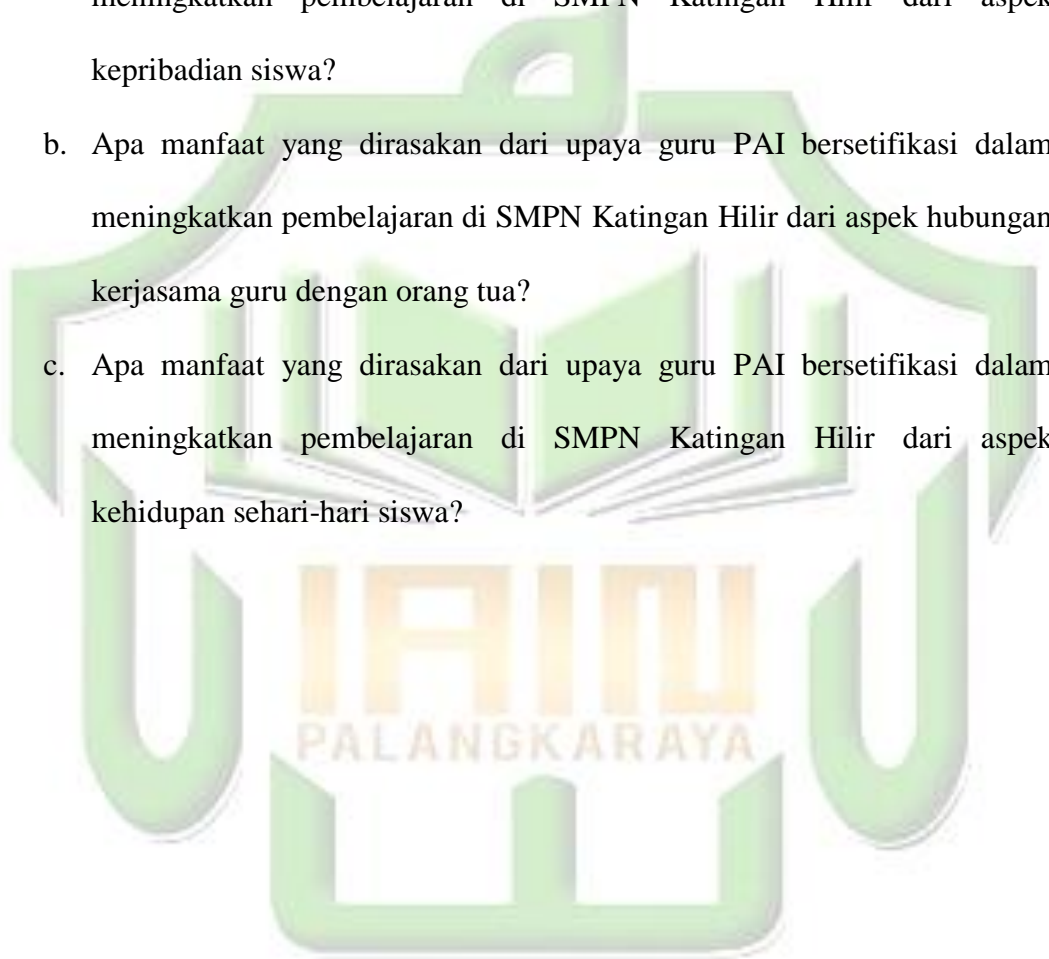 meningkatkan pembelajaran di SMPN Katingan Hilir dari aspek
kepribadian siswa?
b. Apa manfaat yang dirasakan dari upaya guru PAI bersetifikasi dalam
meningkatkan pembelajaran di SMPN Katingan Hilir dari aspek hubungan
kerjasama guru dengan orang tua?
c. Apa manfaat yang dirasakan dari upaya guru PAI bersetifikasi dalam
meningkatkan pembelajaran di SMPN Katingan Hilir dari aspek
kehidupan sehari-hari siswa?
IAIN
PALANGKARAYA